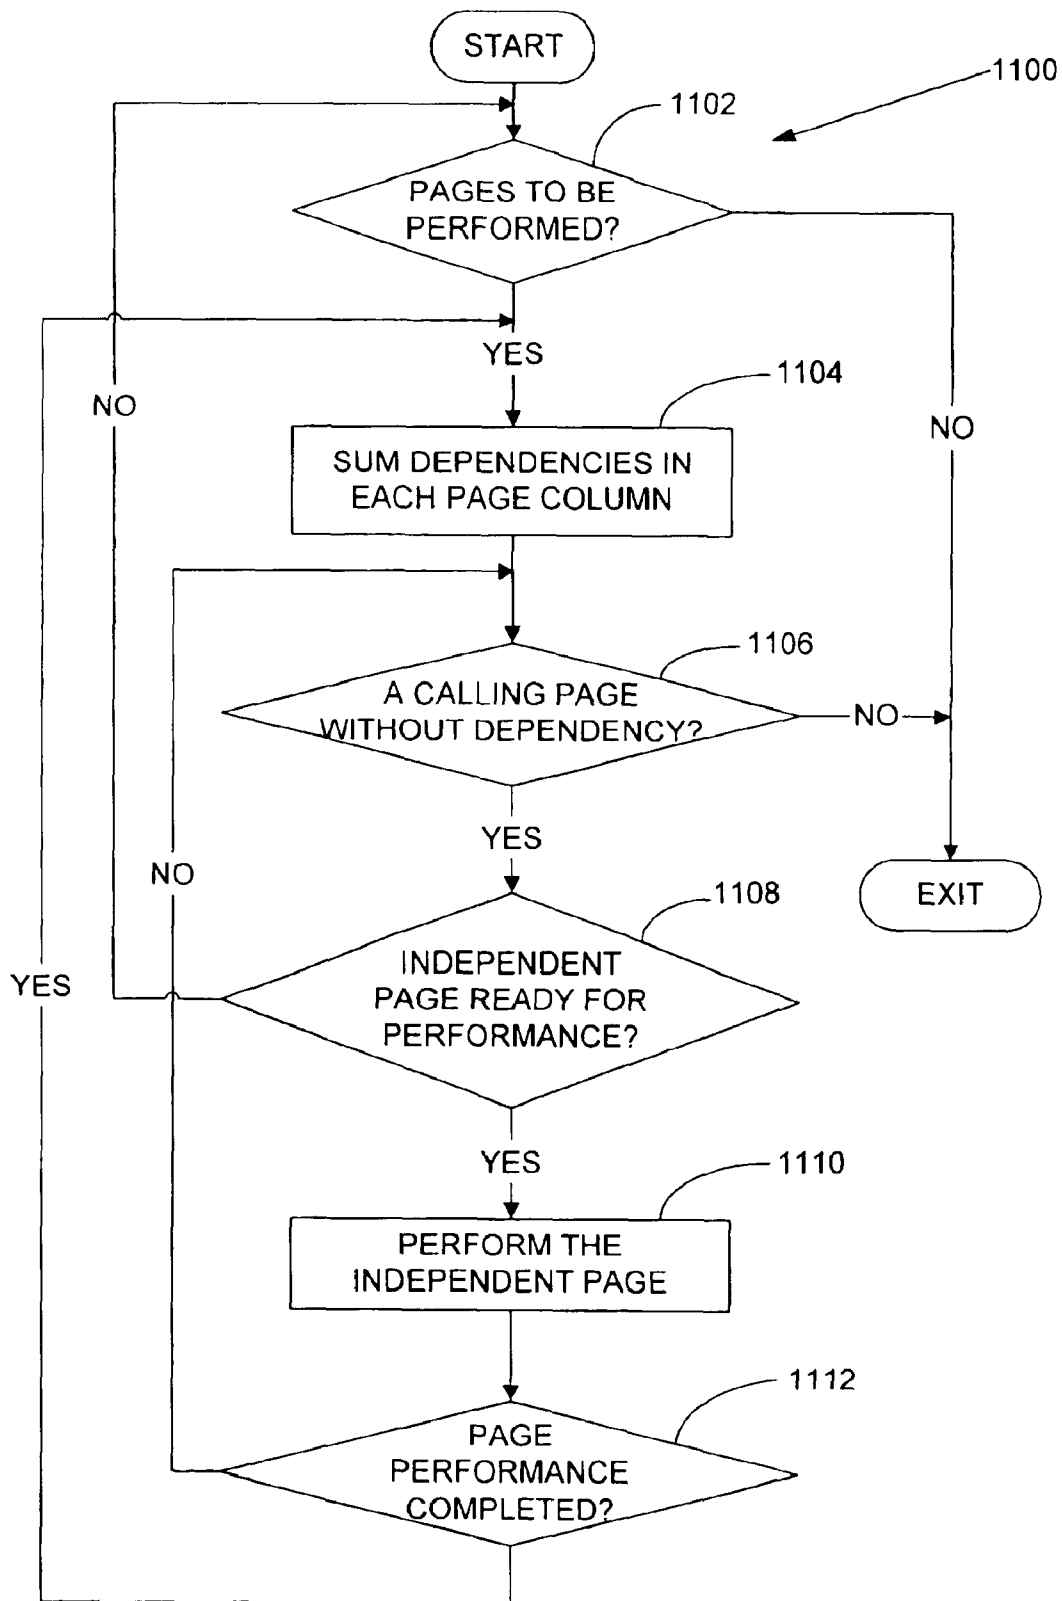 START
1100
1102
PAGES TO BE
PERFORMED?
YES
NO
NO
1104
SUM DEPENDENCIES IN
EACH PAGE COLUMN
1106
A CALLING PAGE
WITHOUT DEPENDENCY?
NO
YES
NO
EXIT
1108
INDEPENDENT
PAGE READY FOR
PERFORMANCE?
YES
YES
1110
PERFORM THE
INDEPENDENT PAGE
1112
PAGE
PERFORMANCE
COMPLETED?